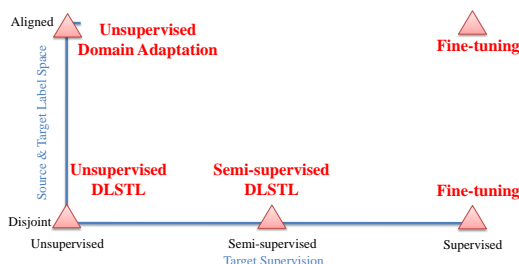 Aligned
Unsupervised
Domain Adaptation
Fine-tuning
Source & Target Label Space
Unsupervised
DLSTL
Semi-supervised
DLSTL
Fine-tuning
Disjoint
Unsupervised
Semi-supervised
Supervised
Target Supervision